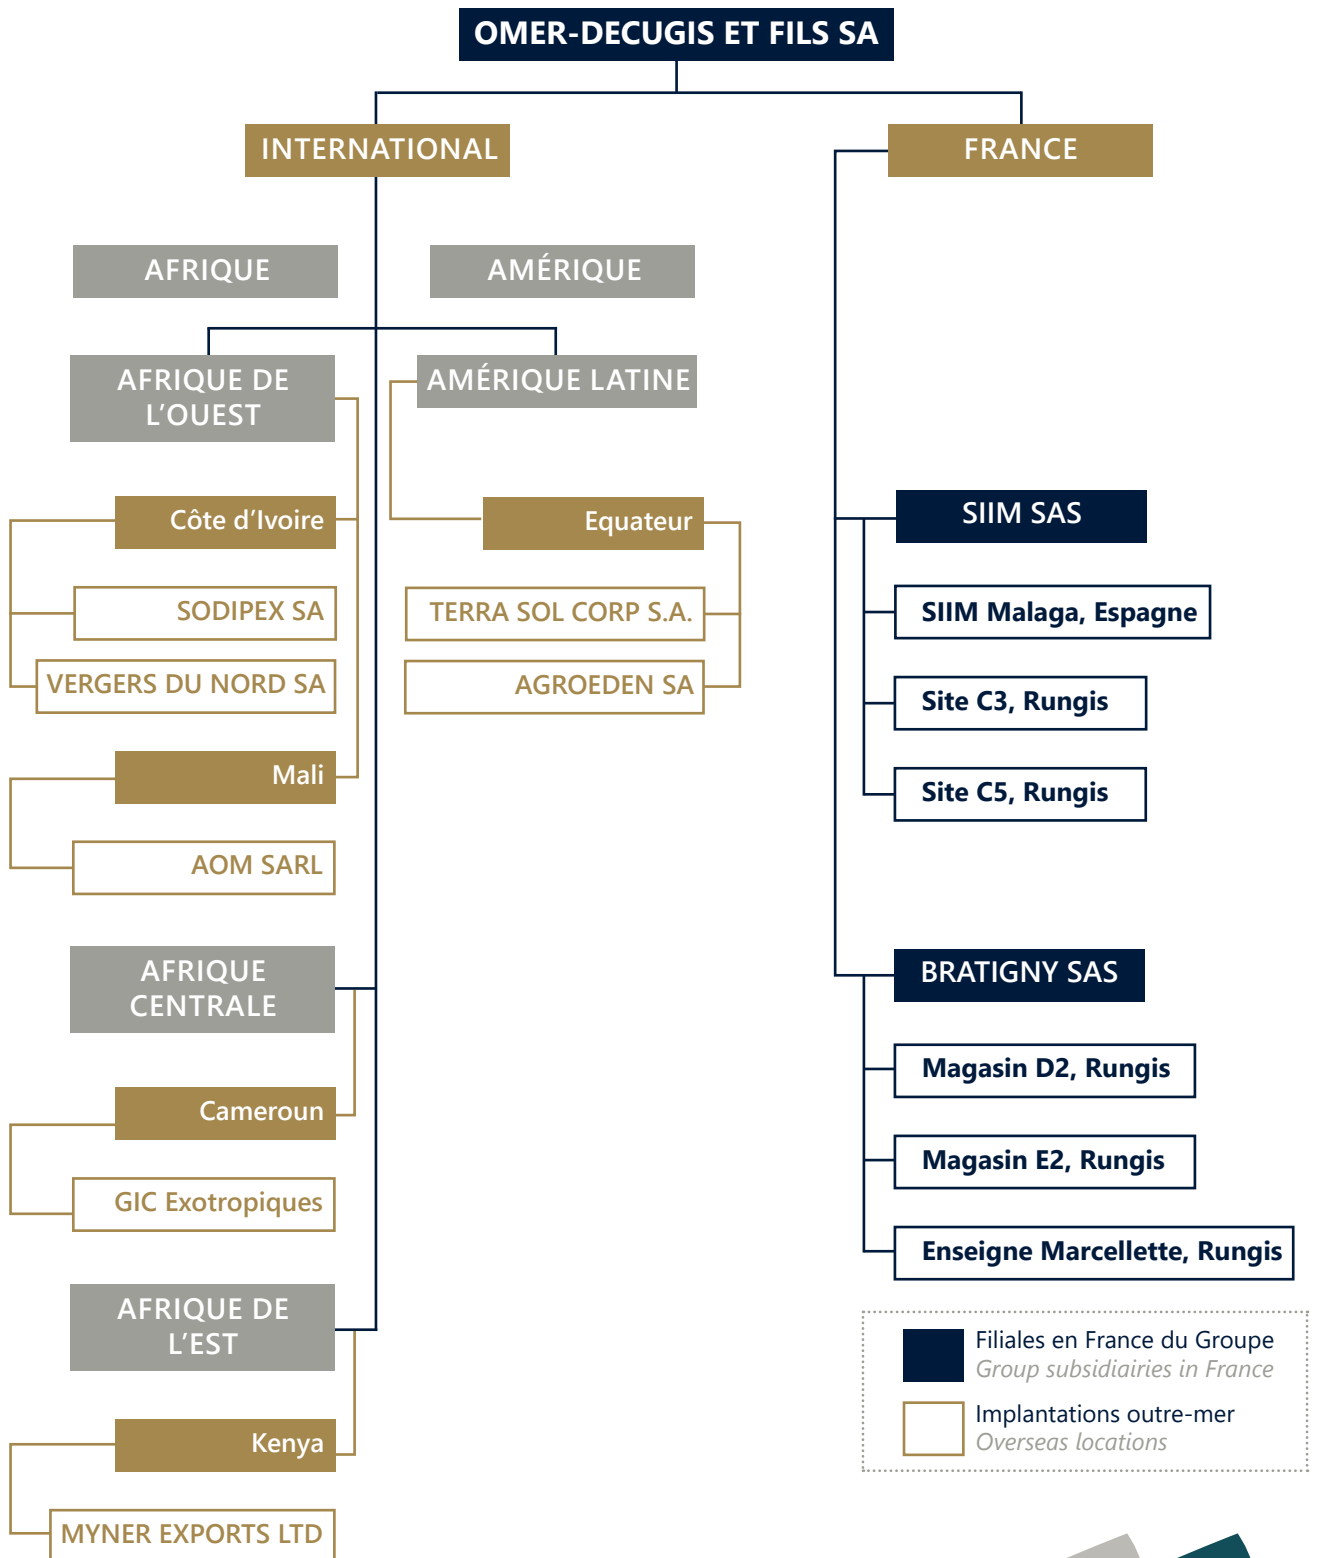 OMER-DECUGIS ET FILS SA
INTERNATIONAL
FRANCE
AFRIQUE
AMÉRIQUE
AFRIQUE DE
L'OUEST
AMÉRIQUE LATINE
Côte d'Ivoire
SODIPEX SA
VERGERS DU NORD SA
Mali
AOM SARL
Equateur
TERRA SOL CORP S.A.
AGROEDEN SA
AFRIQUE
CENTRALE
Cameroun
GIC Exotropiques
AFRIQUE DE
L'EST
Kenya
MYNER EXPORTS LTD
SIIM SAS
SIIM Malaga, Espagne
Site C3, Rungis
Site C5, Rungis
BRATIGNY SAS
Magasin D2, Rungis
Magasin E2, Rungis
Enseigne Marcellette, Rungis
Filiales en France du Groupe
Group subsidiairies in France
Implantations outre-mer
Overseas locations